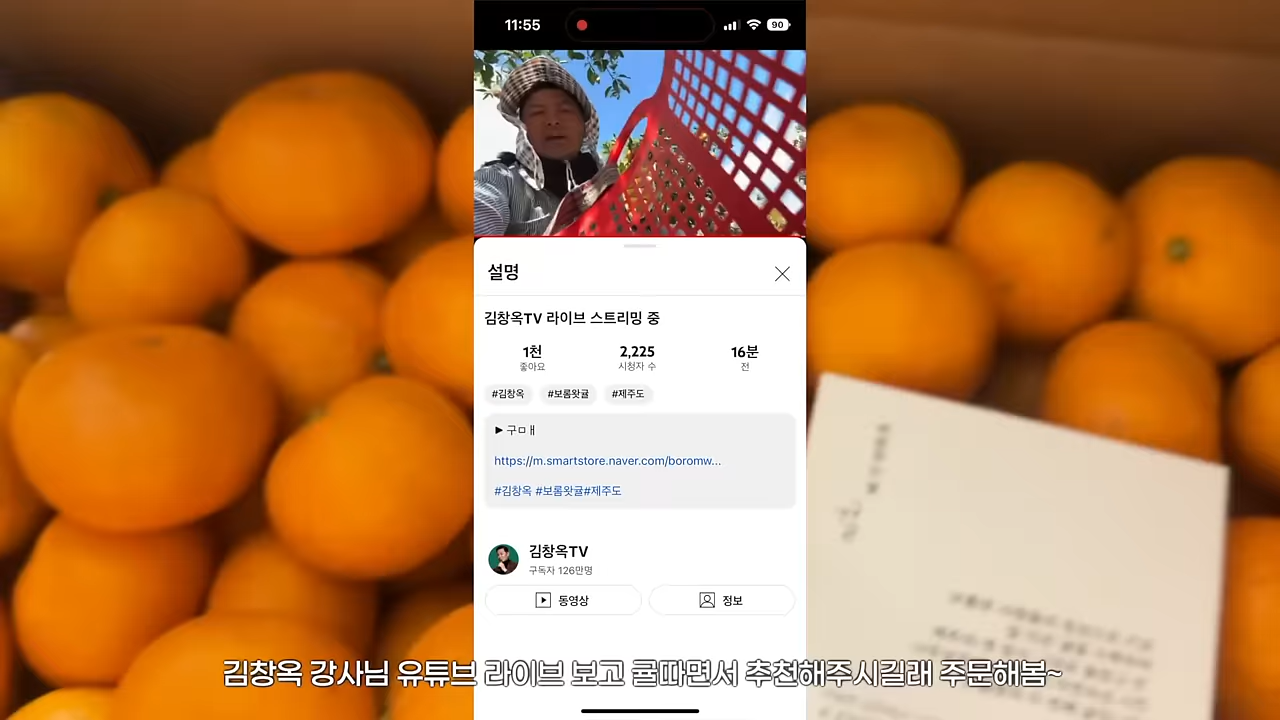 11:55
90
설명
김창옥TV 라이브 스트리밍 중
1천 2,225 16분
좋아요 시청자 수 전
#김창옥 #보롬왓귤 #제주도
▶ 구ㅁㅐ
https://m.smartstore.naver.com/boromw...
#김창옥 #보롬왓귤#제주도
김창옥TV
구독자 126만명
동영상 정보
김창옥 강사님 유튜브 라이브 보고 귤따면서 추천해주시길래 주문해봄~